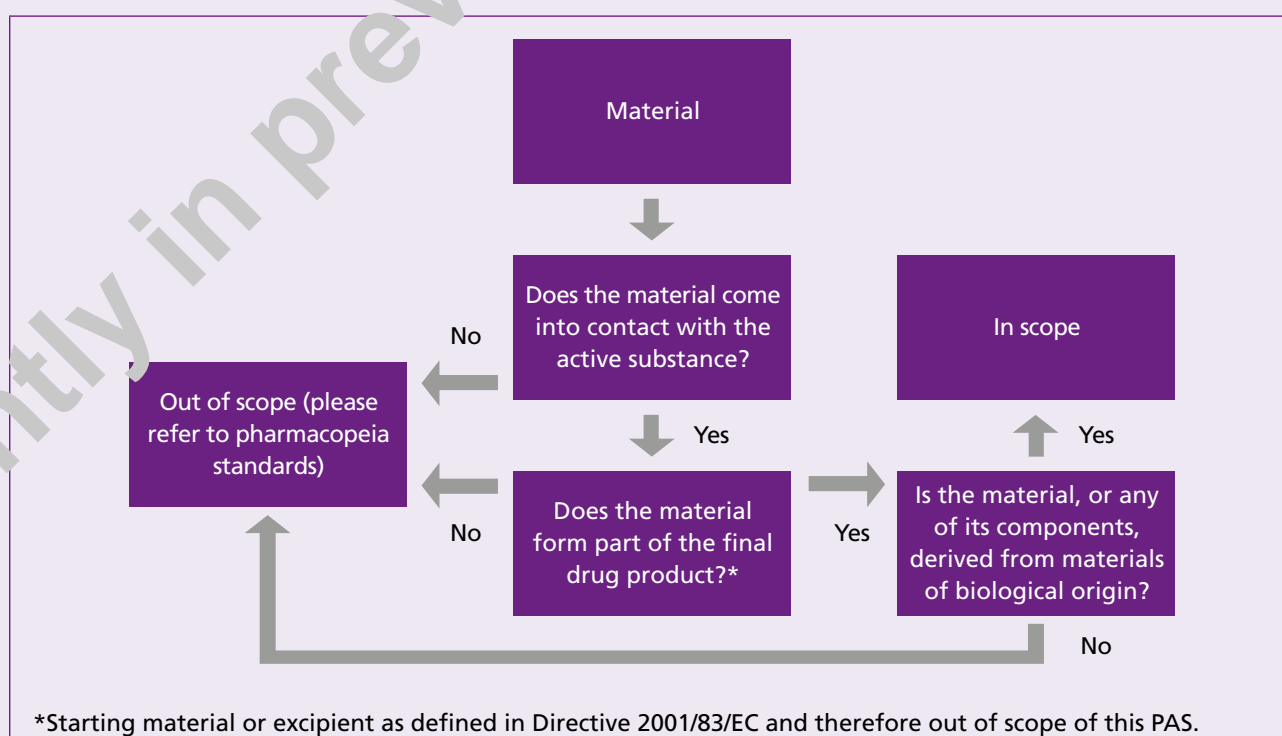 Material
Does the material come
into contact with the
active substance?
In scope
No
Out of scope (please
refer to pharmacopeia
standards)
Yes
Yes
Does the material
form part of the final
drug product?*
No
Yes
Is the material, or any
of its components,
derived from materials
of biological origin?
No
*Starting material or excipient as defined in Directive 2001/83/EC and therefore out of scope of this PAS.
in